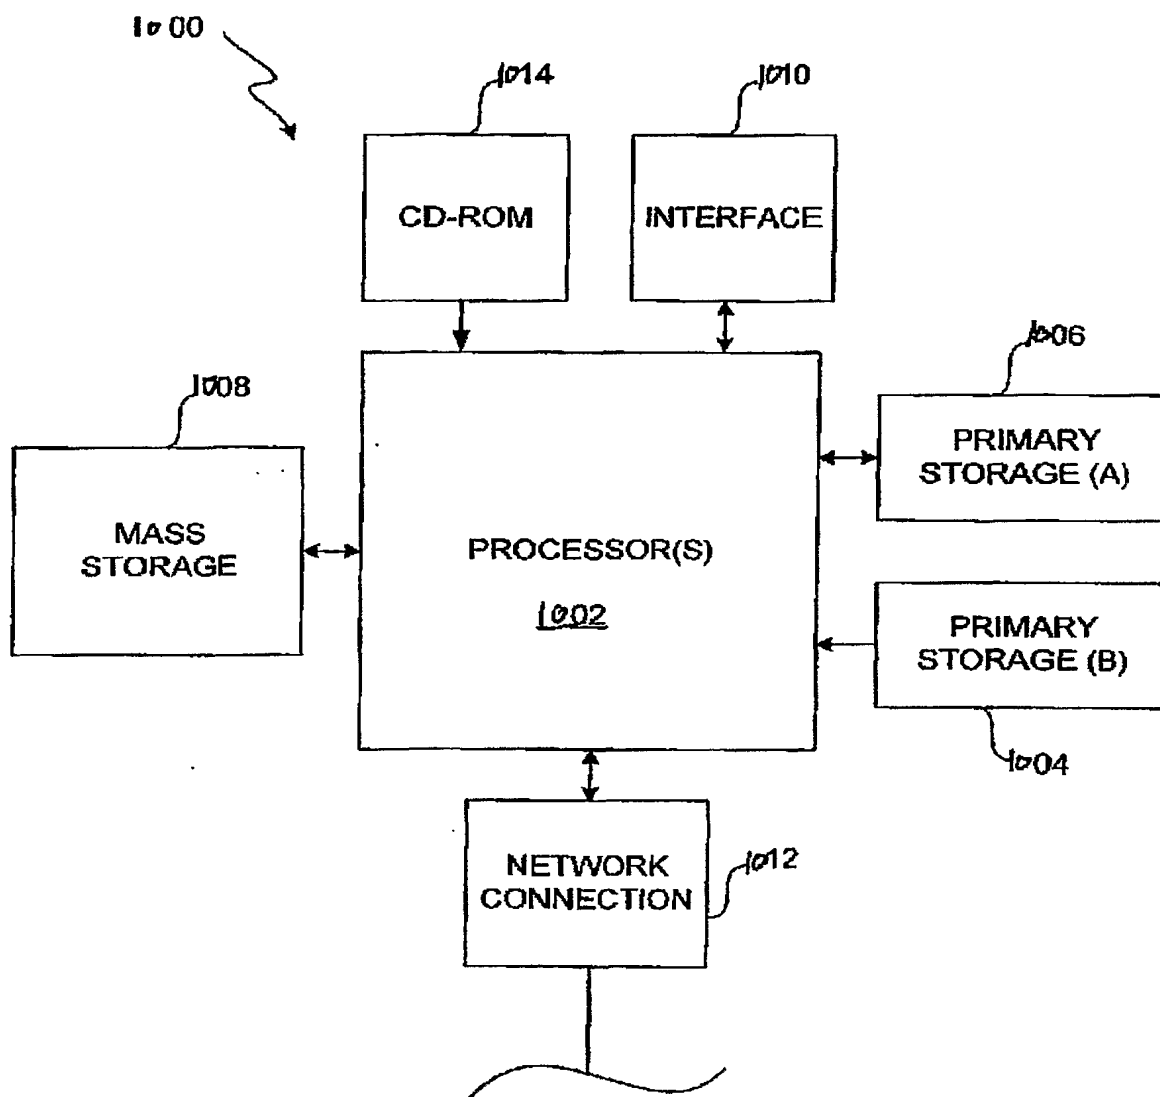 1000
1014
1010
CD-ROM
INTERFACE
1006
1008
PRIMARY
STORAGE (A)
MASS
STORAGE
PROCESSOR(S)
1002
PRIMARY
STORAGE (B)
1004
NETWORK
CONNECTION
1012